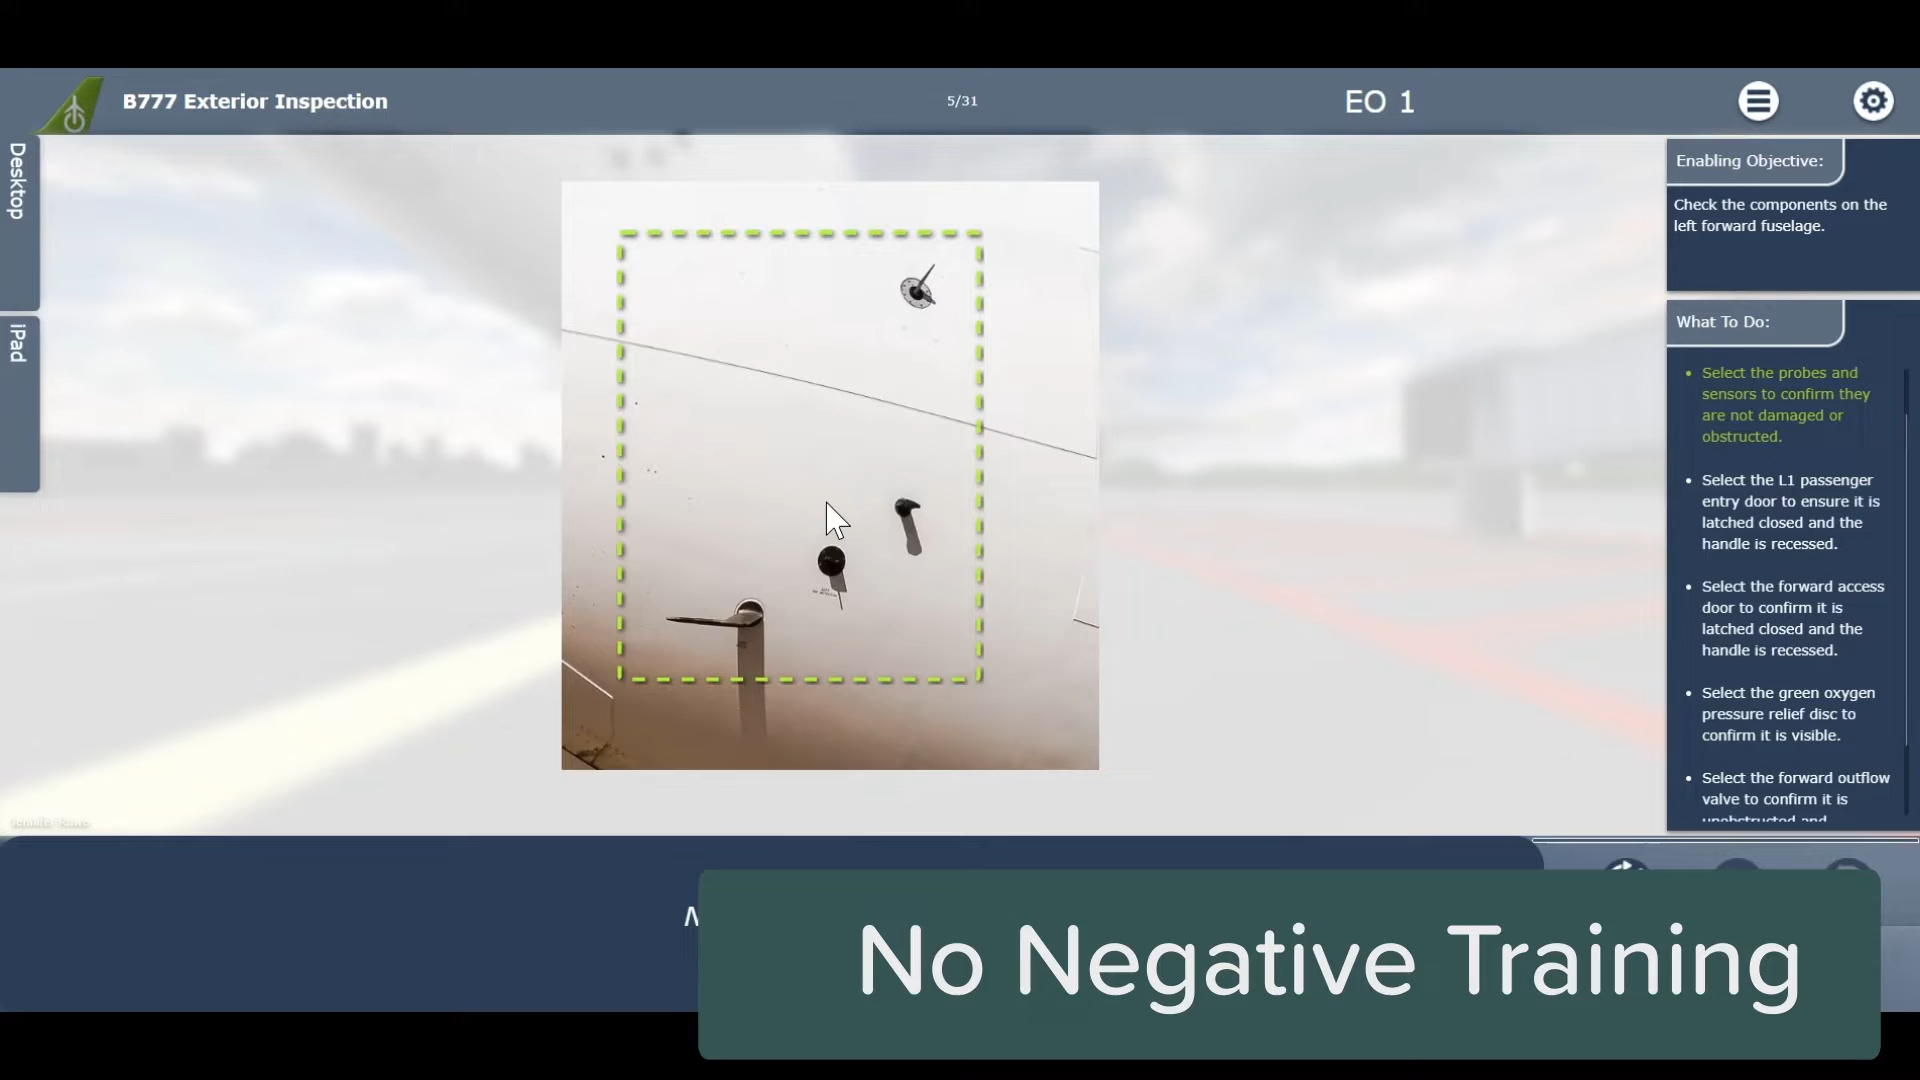 B777 Exterior Inspection
5/31
EO 1
Desktop
iPad
Enabling Objective:
Check the components on the
left forward fuselage.
What To Do:
• Select the probes and
sensors to confirm they
are not damaged or
obstructed.
• Select the L1 passenger
entry door to ensure it is
latched closed and the
handle is recessed.
• Select the forward access
door to confirm it is
latched closed and the
handle is recessed.
• Select the green oxygen
pressure relief disc to
confirm it is visible.
• Select the forward outflow
valve to confirm it is
unobstructed and
No Negative Training